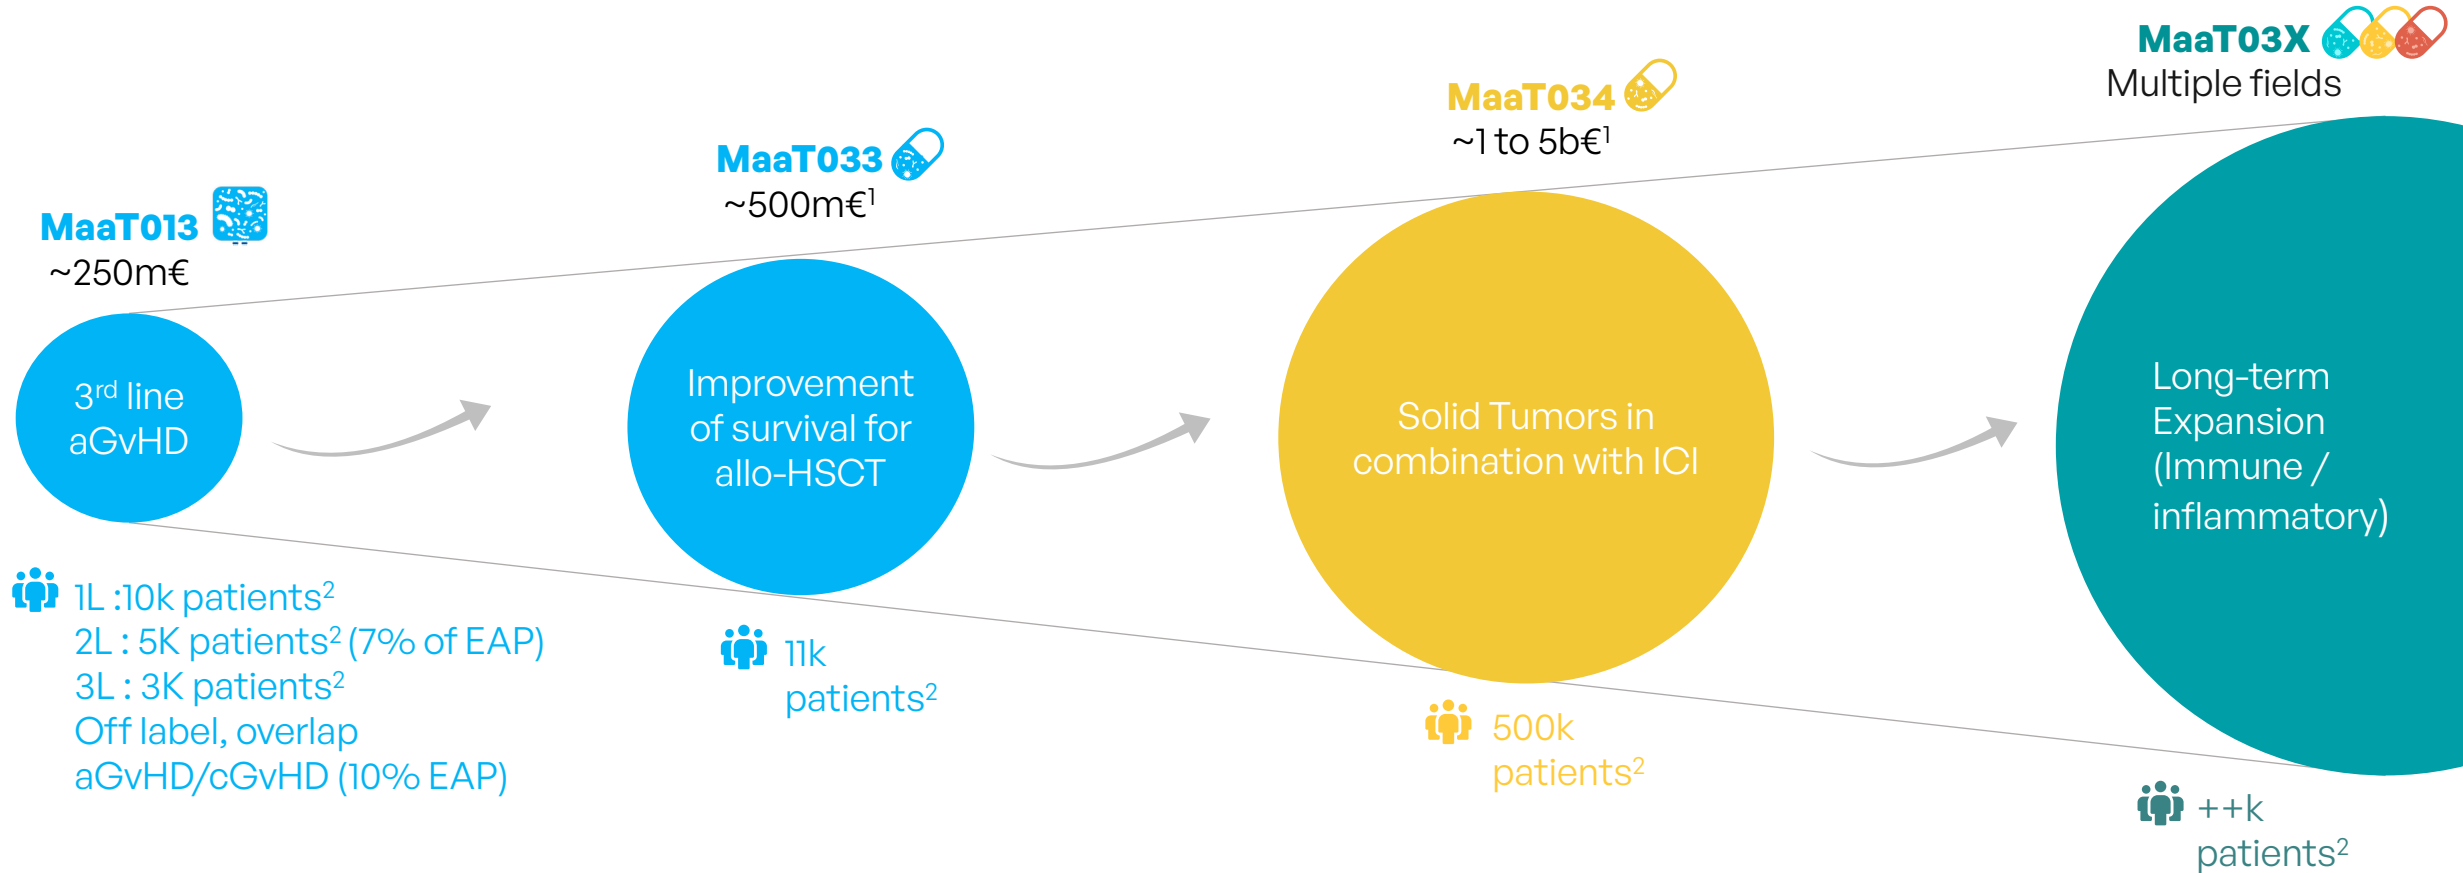 MaaT013
~250m€
3rd line
aGvHD
1L :10k patients2
2L : 5K patients2 (7% of EAP)
3L : 3K patients2
Off label, overlap
aGvHD/cGvHD (10% EAP)
MaaT033
~500m€1
Improvement
of survival for
allo-HSCT
11k
patients2
MaaT034
~1 to 5b€1
Solid Tumors in
combination with ICI
500k
patients2
MaaT03X
Multiple fields
Long-term
Expansion
(Immune /
inflammatory)
++k
patients2